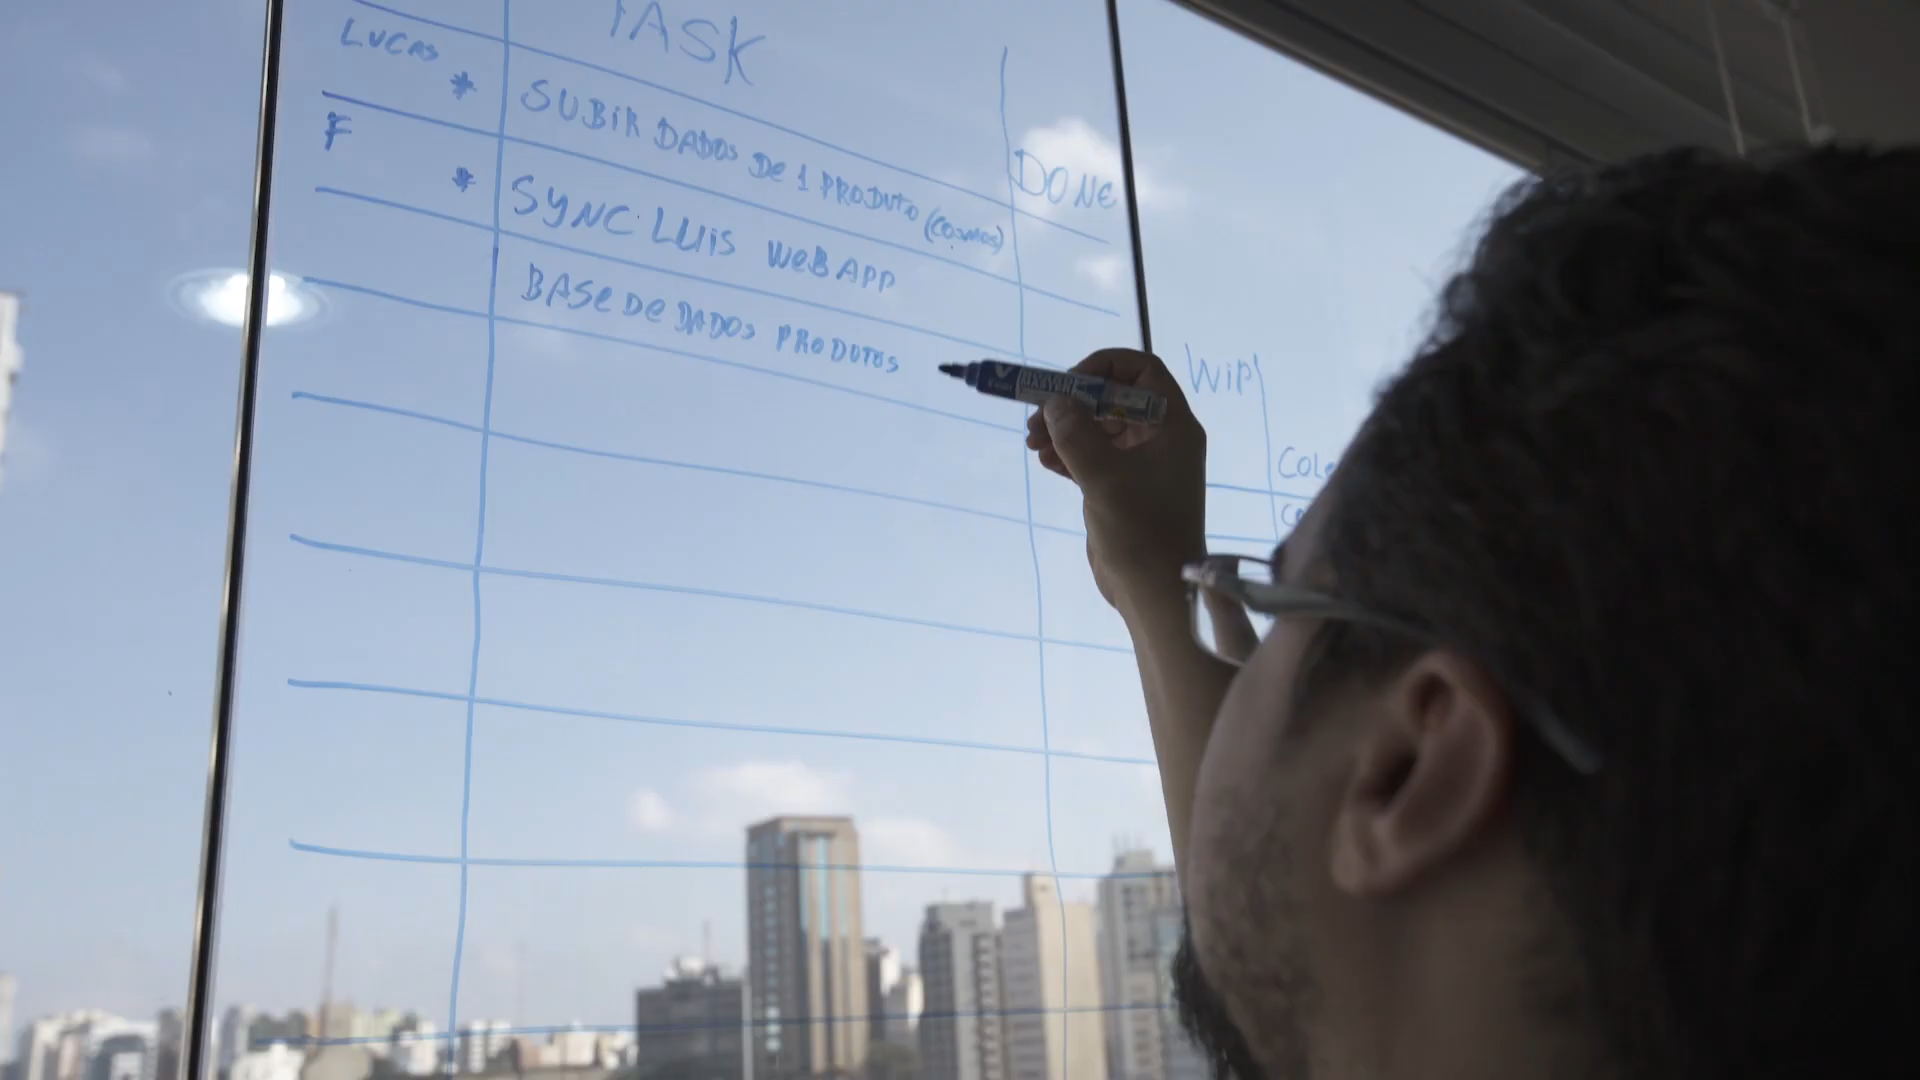 TASK
LUCAS *
SUBIR DADOS DE 1 PRODUTO (COSMOS)
DONE
F *
SYNC LUIS WEB APP
BASE DE DADOS PRODUTOS
WIP